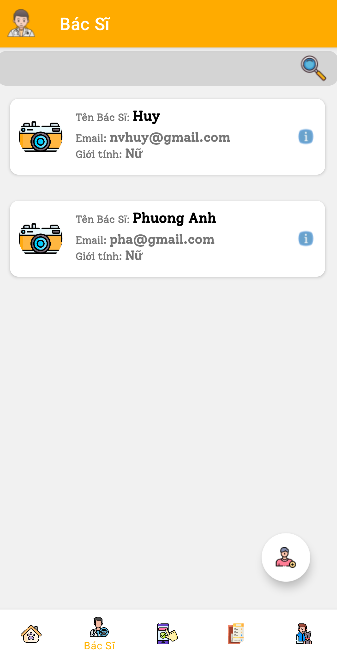 Bác Sĩ
Tên Bác Sĩ: Huy
Email: nvhuy@gmail.com
Giới tính: Nữ
Tên Bác Sĩ: Phuong Anh
Email: pha@gmail.com
Giới tính: Nữ
Bác Sĩ